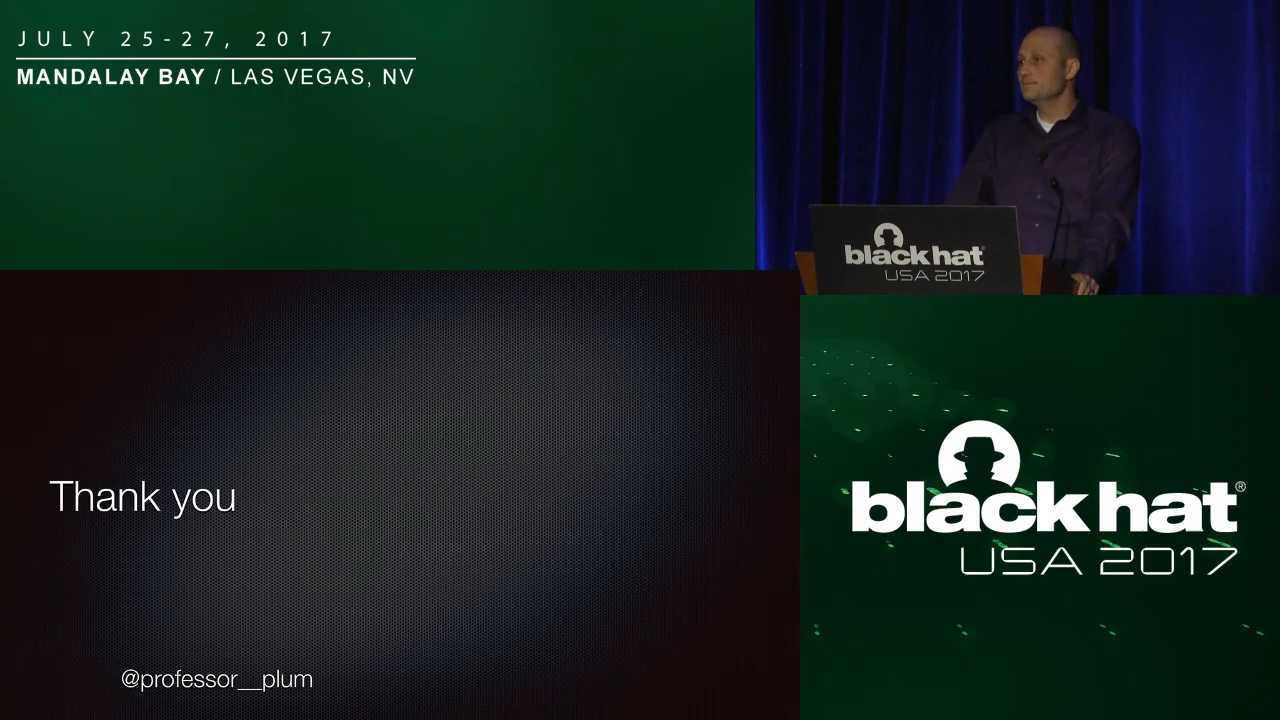 JULY 25-27, 2017
MANDALAY BAY / LAS VEGAS, NV
black hat®
USA 2017
Thank you
@professor__plum
black hat®
USA 2017